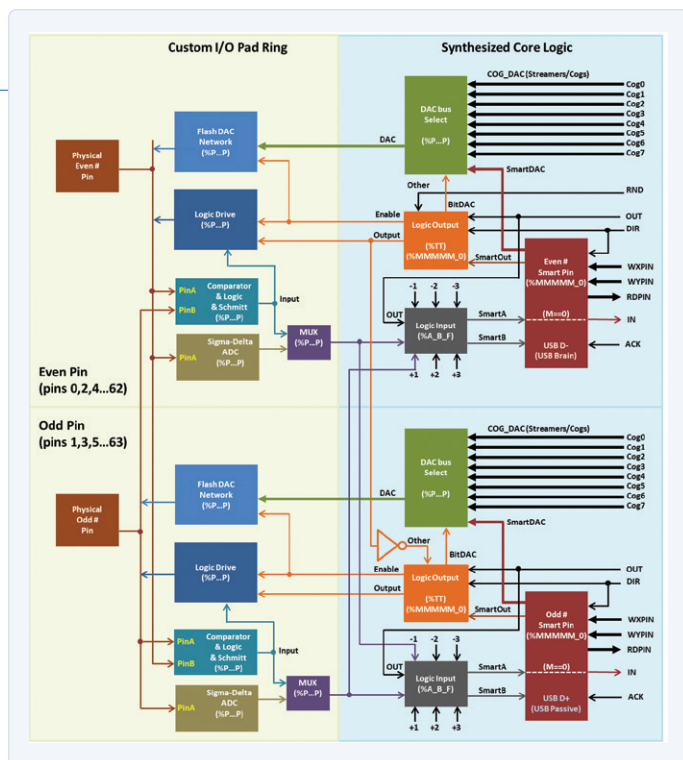 Custom I/O Pad Ring
Synthesized Core Logic
COG_DAC (Streamers/Cogs)
Cog0
Cog1
Cog2
Cog3
Cog4
Cog5
Cog6
Cog7
DAC bus
Select
(%P...P)
DAC
Flash DAC
Network
(%P...P)
Physical
Even #
Pin
SmartDAC
Other
RND
BitDAC
Enable
Output
Logic Drive
(%P...P)
Logic Output
(%TT)
(%MMMMM_0)
OUT
DIR
SmartOut
Even #
Smart Pin
(%MMMMM_0)
WXPIN
WYPIN
RDPIN
PinA
PinB
Comparator
& Logic
& Schmitt
(%P...P)
Input
MUX
(%P...P)
-1
-2
-3
OUT
Logic Input
(%A_B_F)
SmartA
SmartB
(M==0)
IN
USB D-
(USB Brain)
ACK
PinA
Sigma-Delta
ADC
(%P...P)
+1
+2
+3
Even Pin
(pins 0,2,4...62)
Odd Pin
(pins 1,3,5...63)
COG_DAC (Streamers/Cogs)
Cog0
Cog1
Cog2
Cog3
Cog4
Cog5
Cog6
Cog7
DAC bus
Select
(%P...P)
DAC
Flash DAC
Network
(%P...P)
Physical
Odd #
Pin
SmartDAC
Other
BitDAC
Enable
Output
Logic Drive
(%P...P)
Logic Output
(%TT)
(%MMMMM_0)
OUT
DIR
SmartOut
Odd #
Smart Pin
(%MMMMM_0)
WXPIN
WYPIN
RDPIN
PinA
PinB
Comparator
& Logic
& Schmitt
(%P...P)
Input
MUX
(%P...P)
-1
-2
-3
OUT
Logic Input
(%A_B_F)
SmartA
SmartB
(M==0)
IN
USB D+
(USB Passive)
ACK
PinA
Sigma-Delta
ADC
(%P...P)
+1
+2
+3